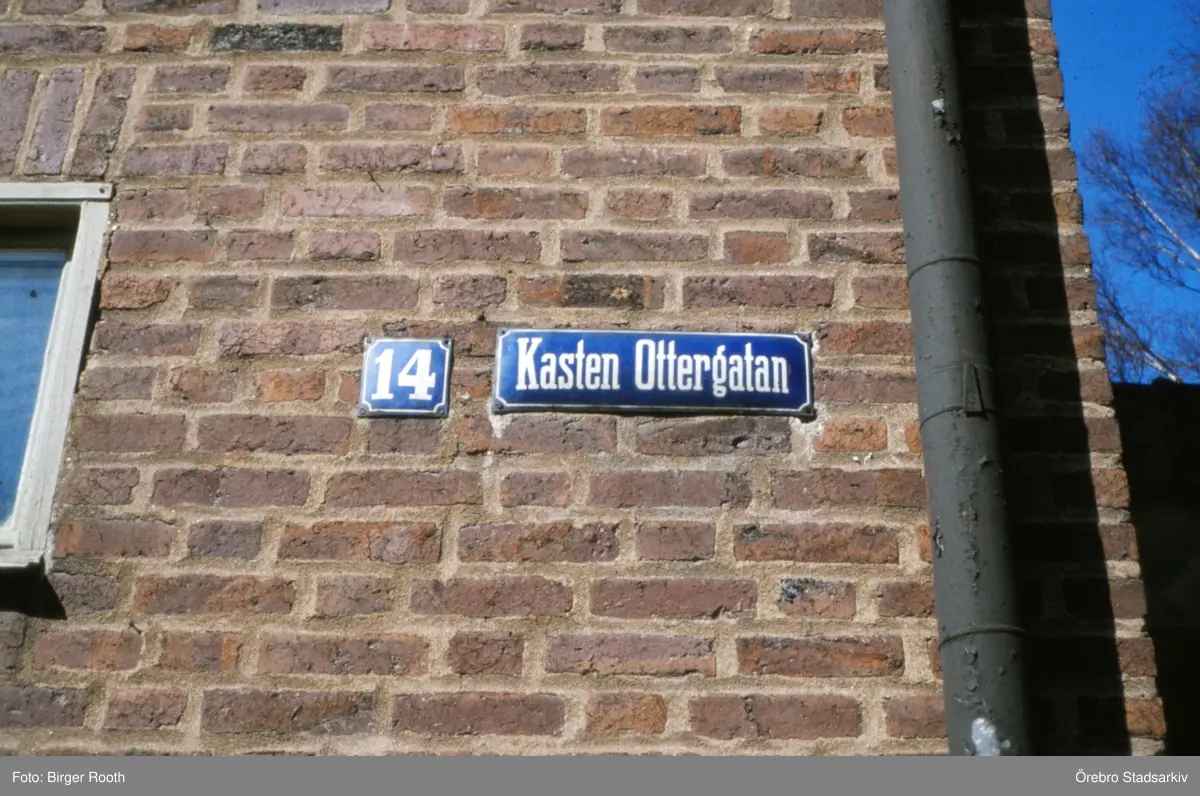 14
Kasten Ottergatan
Foto: Birger Rooth
Örebro Stadsarkiv